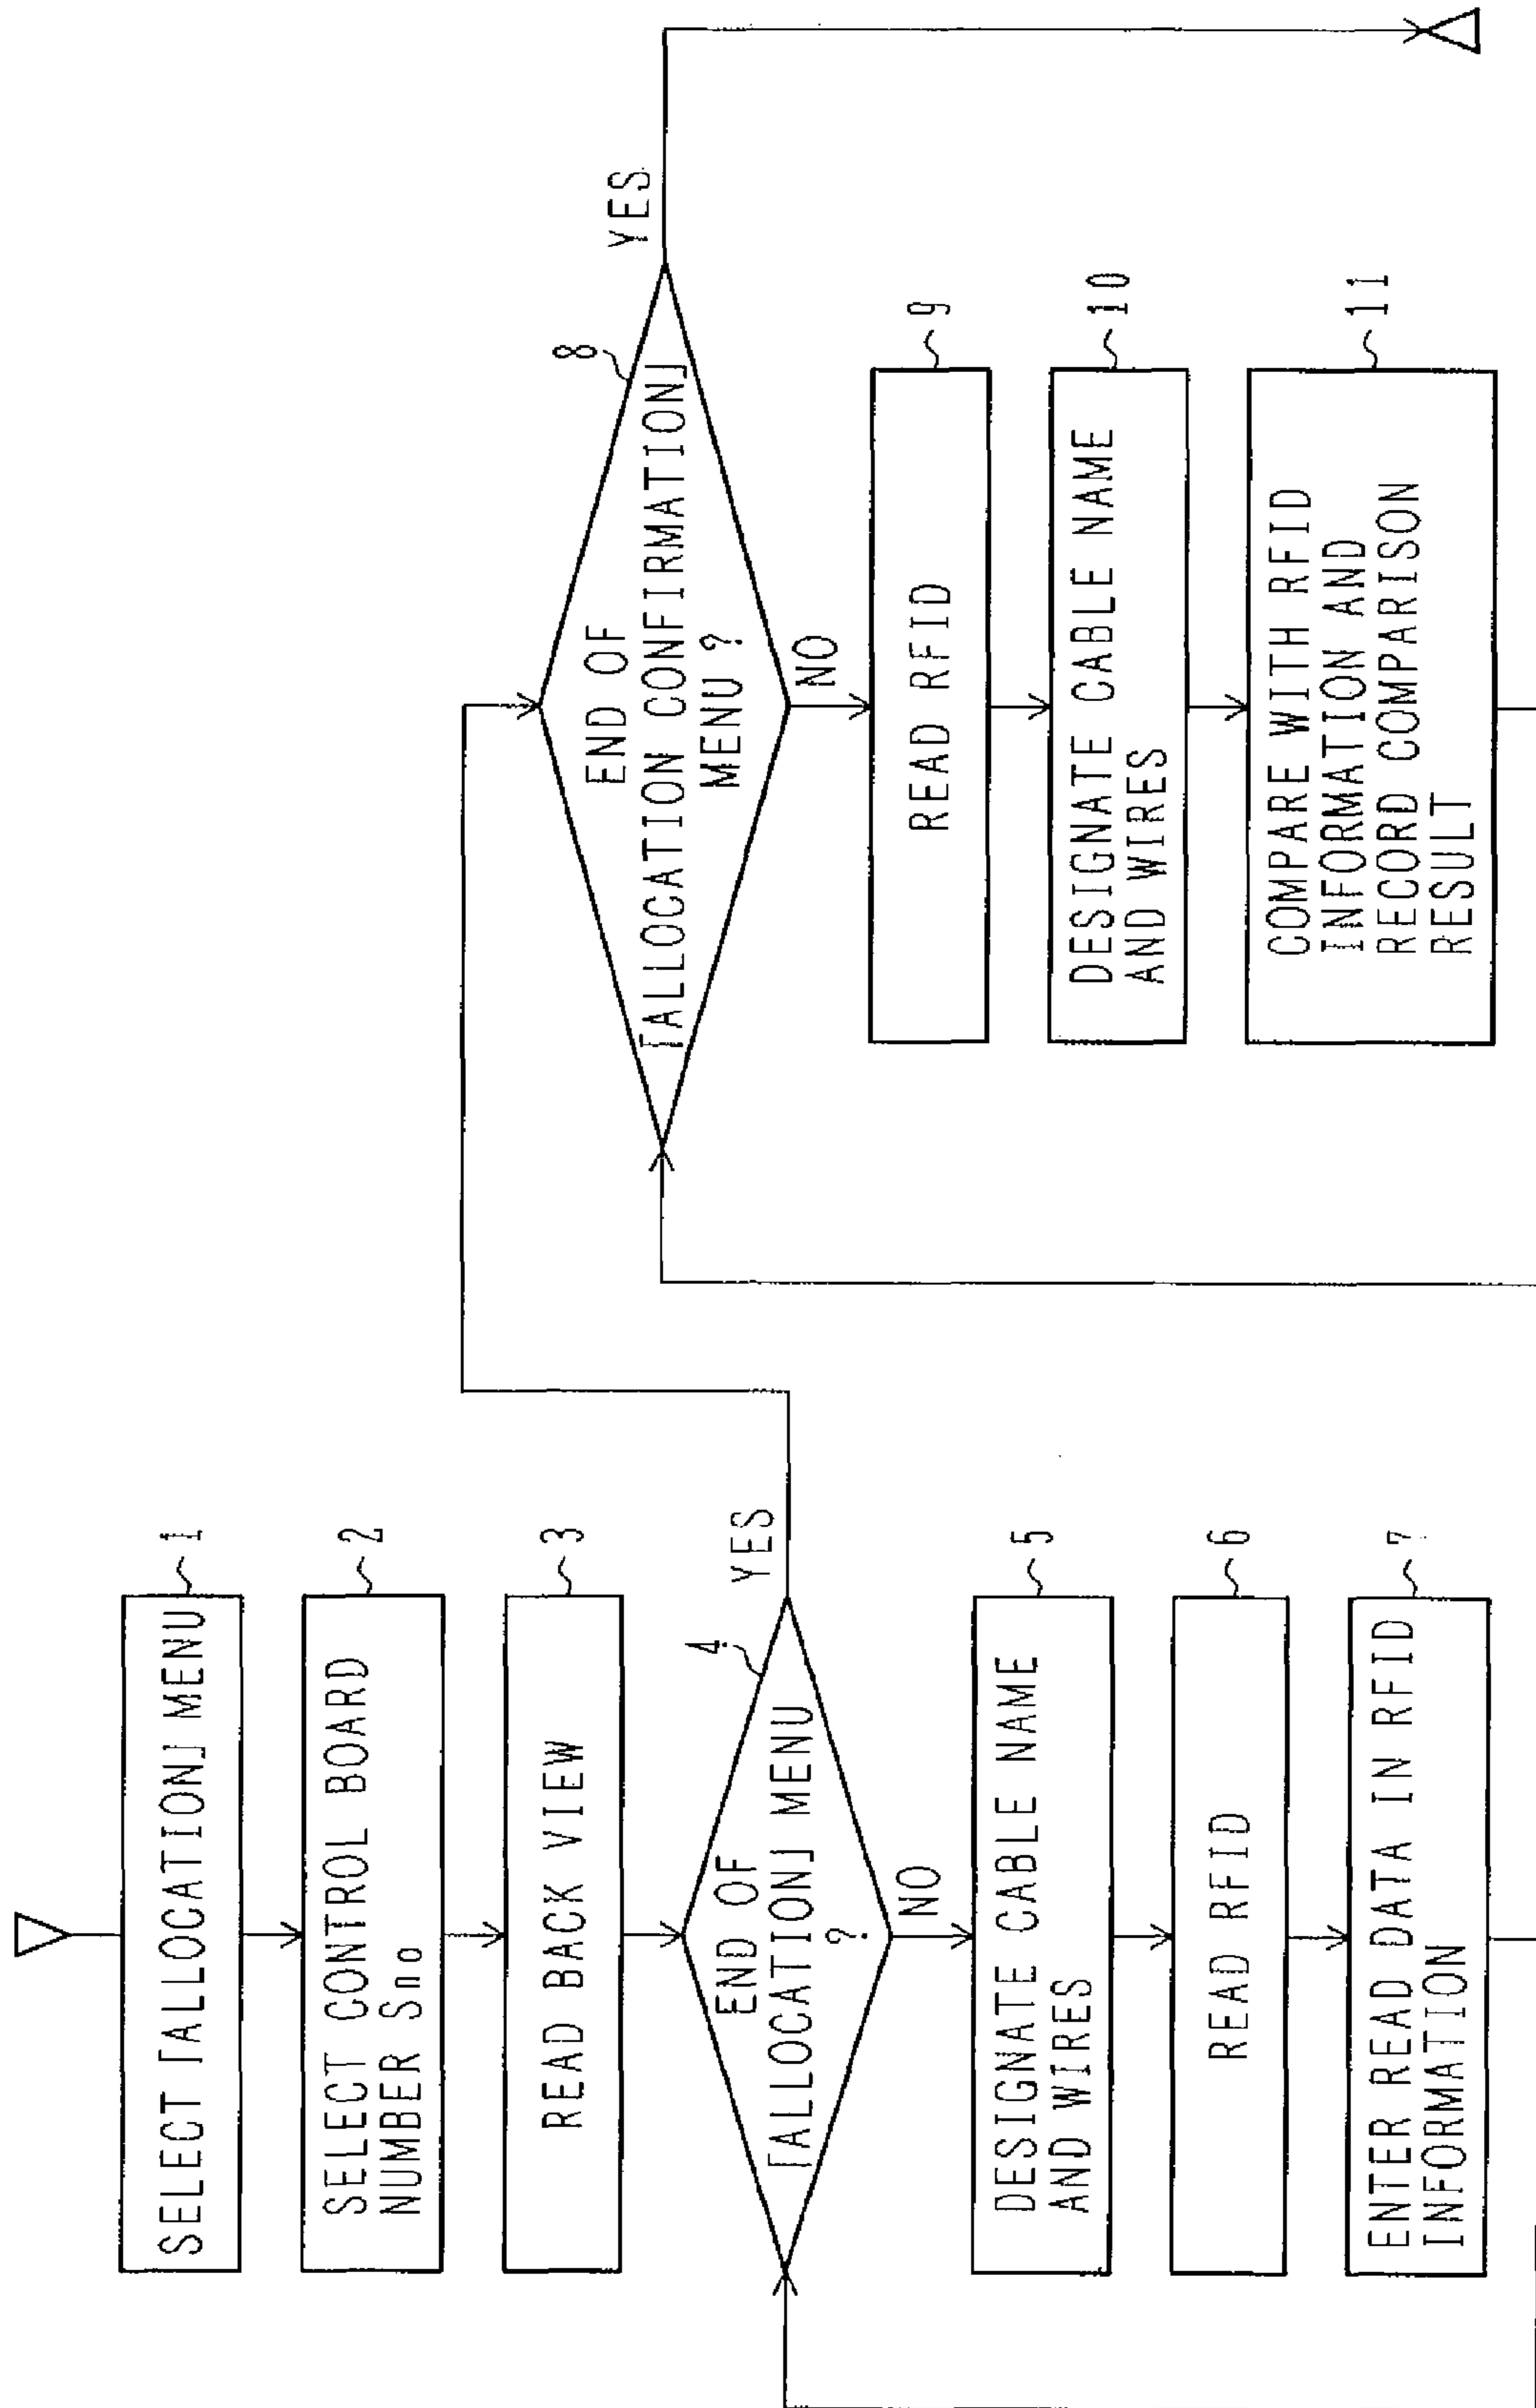 SELECT ｢ALLOCATION｣ MENU
1
SELECT CONTROL BOARD
NUMBER Sno
2
READ BACK VIEW
3
END OF
｢ALLOCATION｣ MENU
?
4
YES
NO
DESIGNATE CABLE NAME
AND WIRES
5
READ RFID
6
ENTER READ DATA IN RFID
INFORMATION
7
END OF
｢ALLOCATION CONFIRMATION｣
MENU ?
8
YES
NO
READ RFID
9
DESIGNATE CABLE NAME
AND WIRES
10
COMPARE WITH RFID
INFORMATION AND
RECORD COMPARISON
RESULT
11